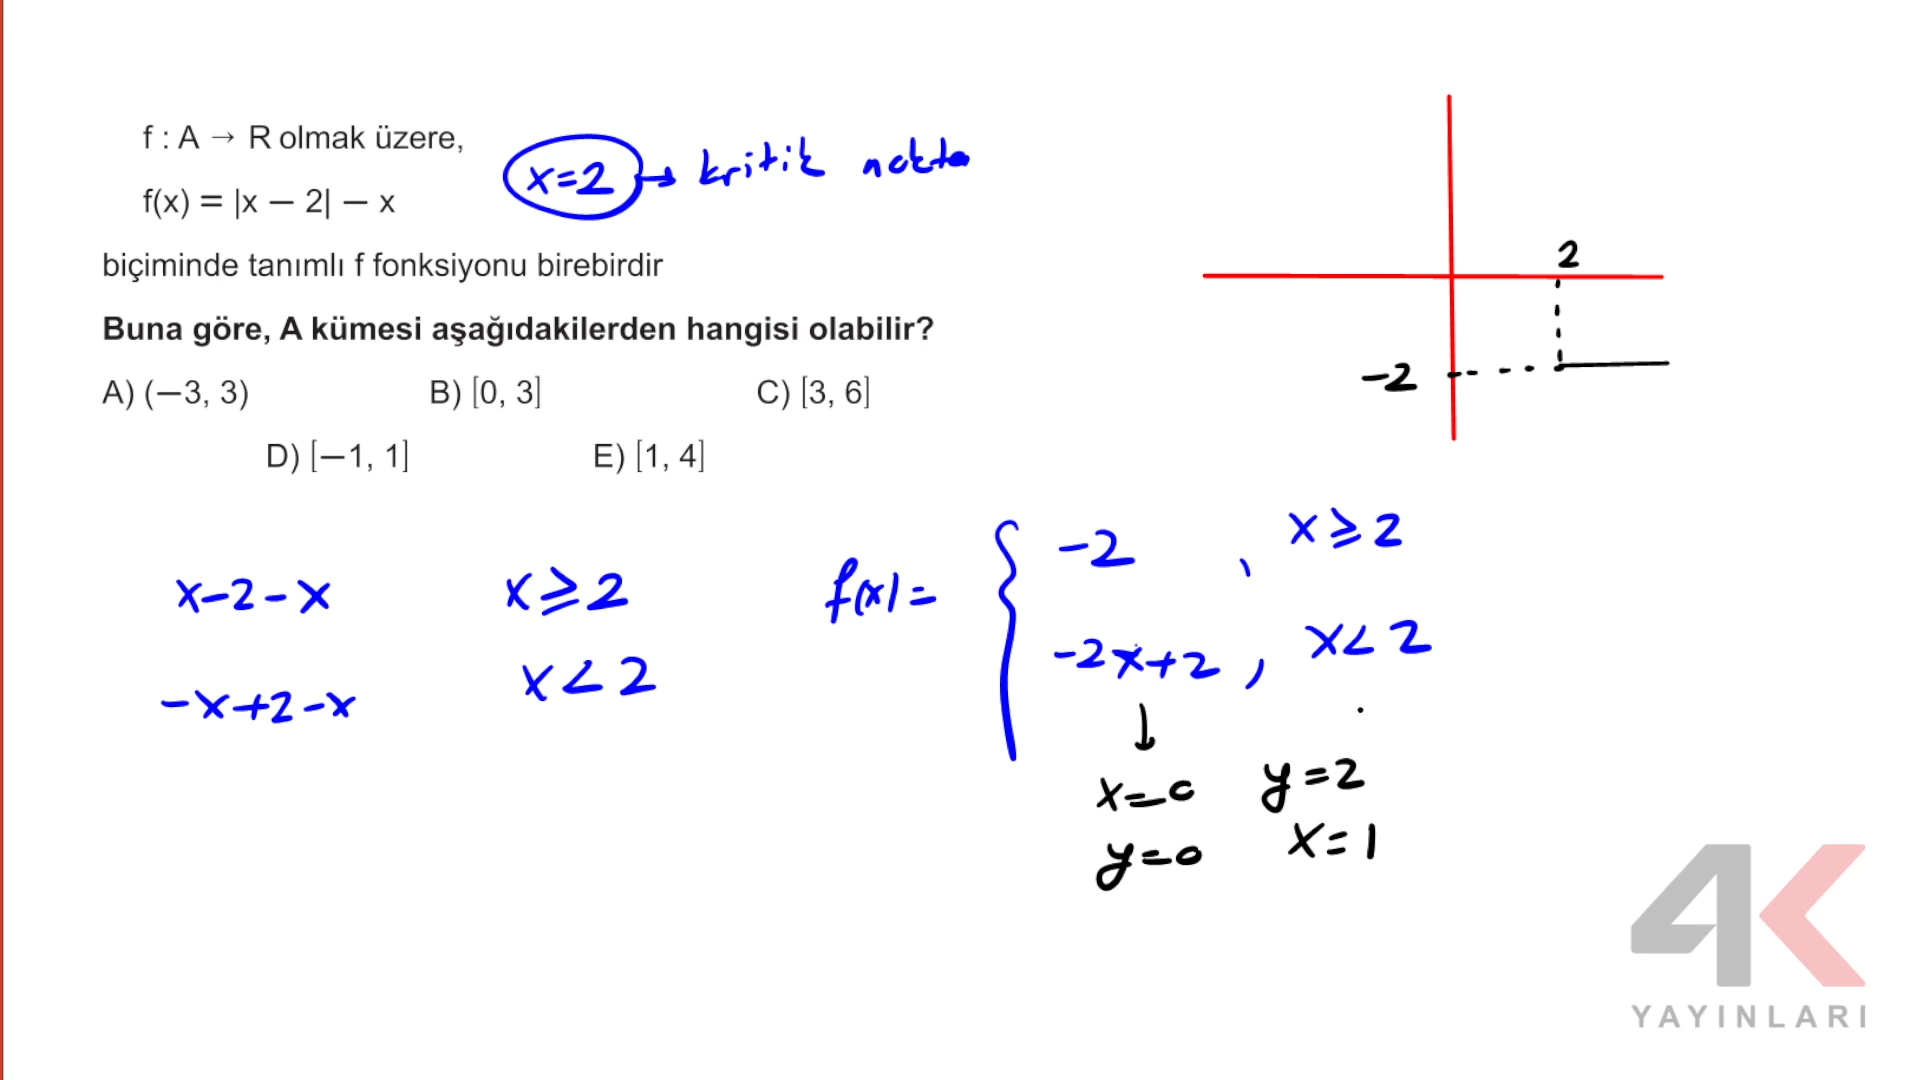 f : A → R olmak üzere,
x=2 → kritik nokta
f(x) = |x − 2| − x
biçiminde tanımlı f fonksiyonu birebirdir
Buna göre, A kümesi aşağıdakilerden hangisi olabilir?
A) (−3, 3) B) [0, 3] C) [3, 6]
D) [−1, 1] E) [1, 4]
2
-2
x-2-x x≥2
-x+2-x x<2
f(x)= { -2 , x≥2
-2x+2 , x<2
↓
x=0 y=2
y=0 x=1
4K
YAYINLARI